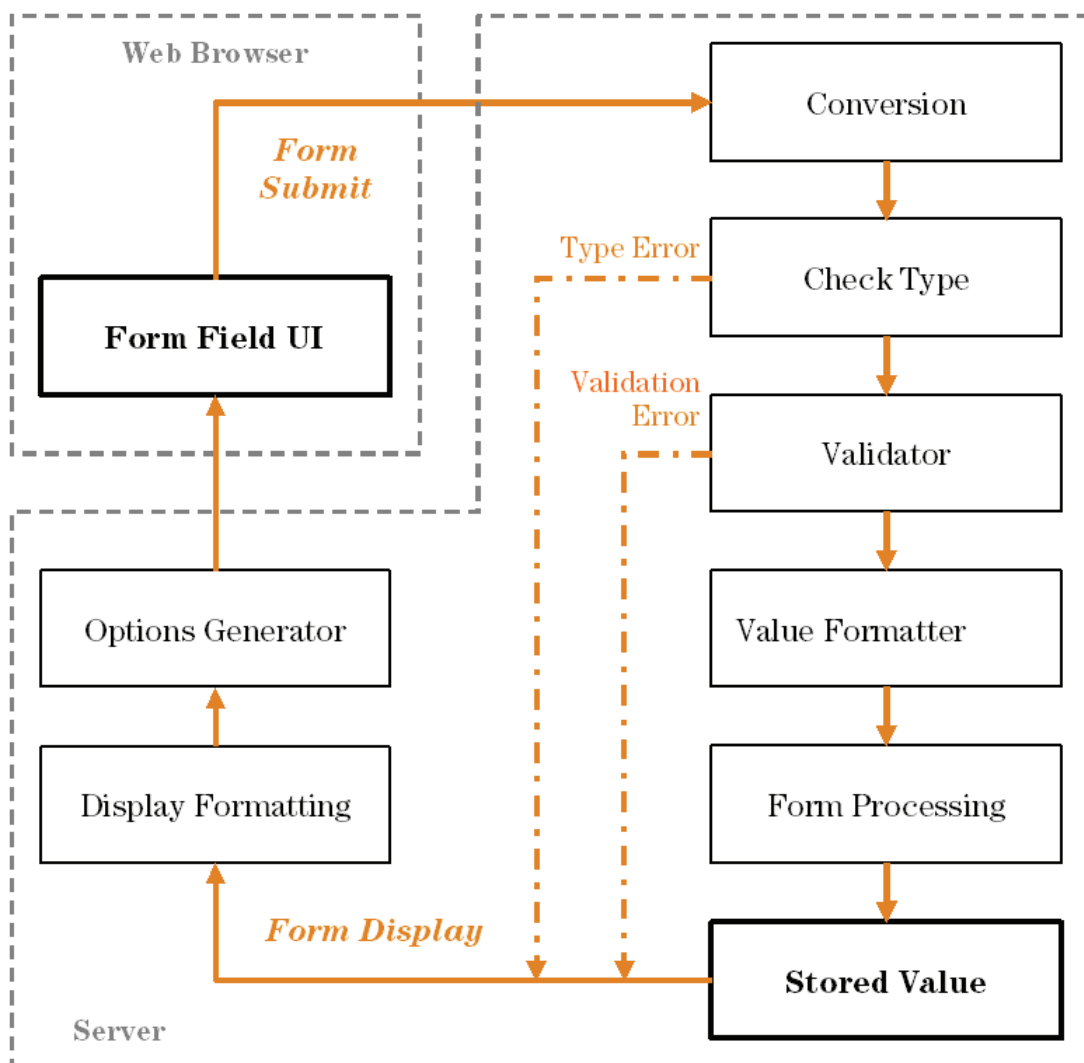 Web Browser
Conversion
Form
Submit
Type Error
Check Type
Form Field UI
Validation
Error
Validator
Options Generator
Value Formatter
Display Formatting
Form Processing
Form Display
Stored Value
Server